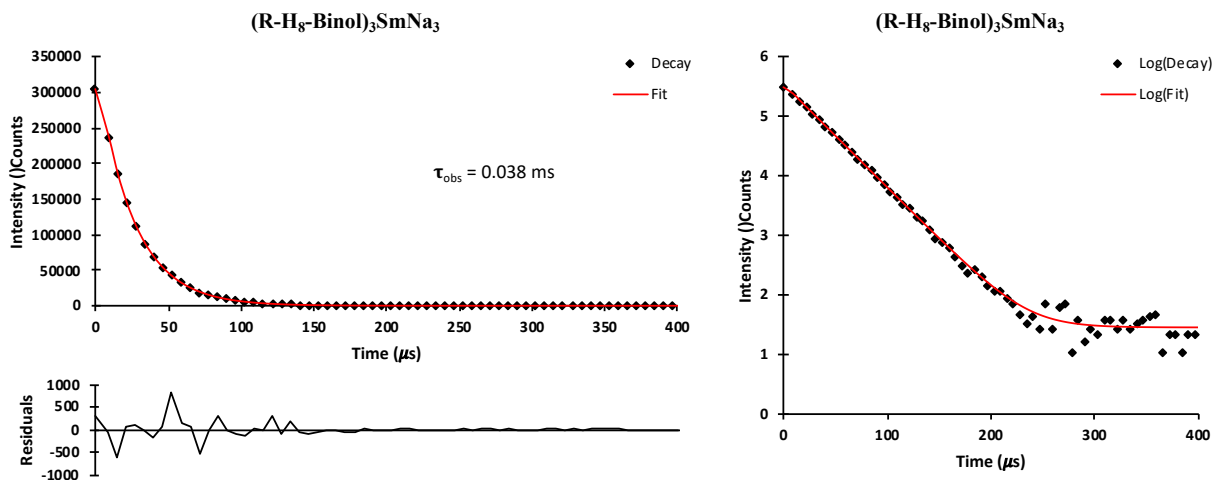 (R-H₈-Binol)₃SmNa₃
350000
300000
250000
200000
150000
100000
50000
0
Intensity ()Counts
Decay
Fit
τobs = 0.038 ms
0
50
100
150
200
250
300
350
400
Time (μs)
1000
500
0
-500
-1000
Residuals
(R-H₈-Binol)₃SmNa₃
6
5
4
3
2
1
0
Intensity ()Counts
Log(Decay)
Log(Fit)
0
100
200
300
400
Time (μs)